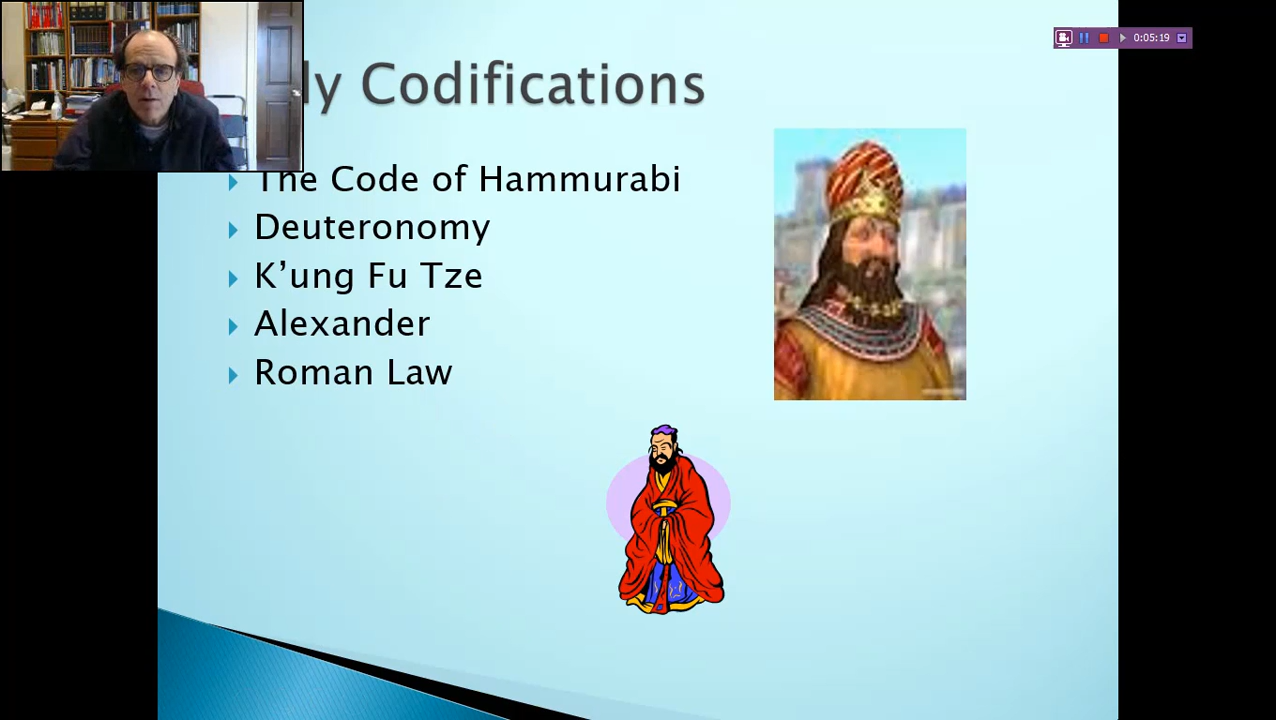 ly Codifications
The Code of Hammurabi
Deuteronomy
K’ung Fu Tze
Alexander
Roman Law
0:05:19